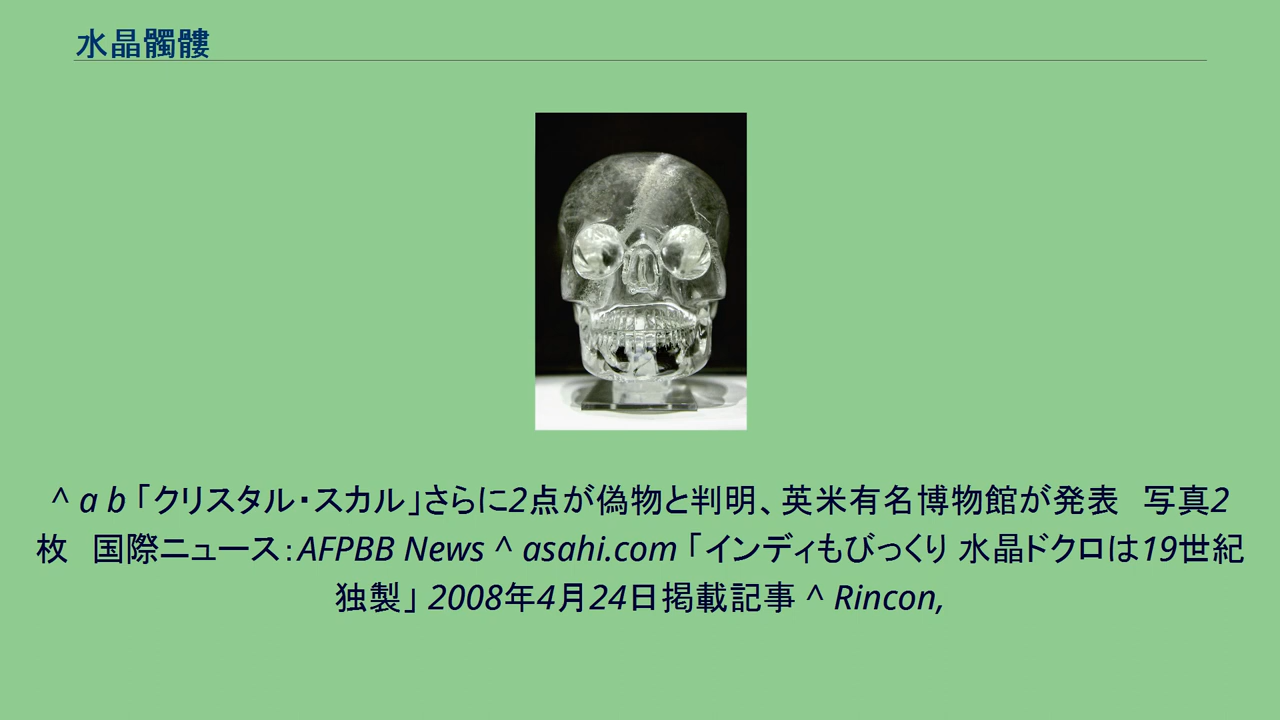 水晶髑髏
^ a b 「クリスタル・スカル」さらに2点が偽物と判明、英米有名博物館が発表　写真2
枚　国際ニュース：AFPBB News ^ asahi.com 「インディもびっくり 水晶ドクロは19世紀
独製」 2008年4月24日掲載記事 ^ Rincon,